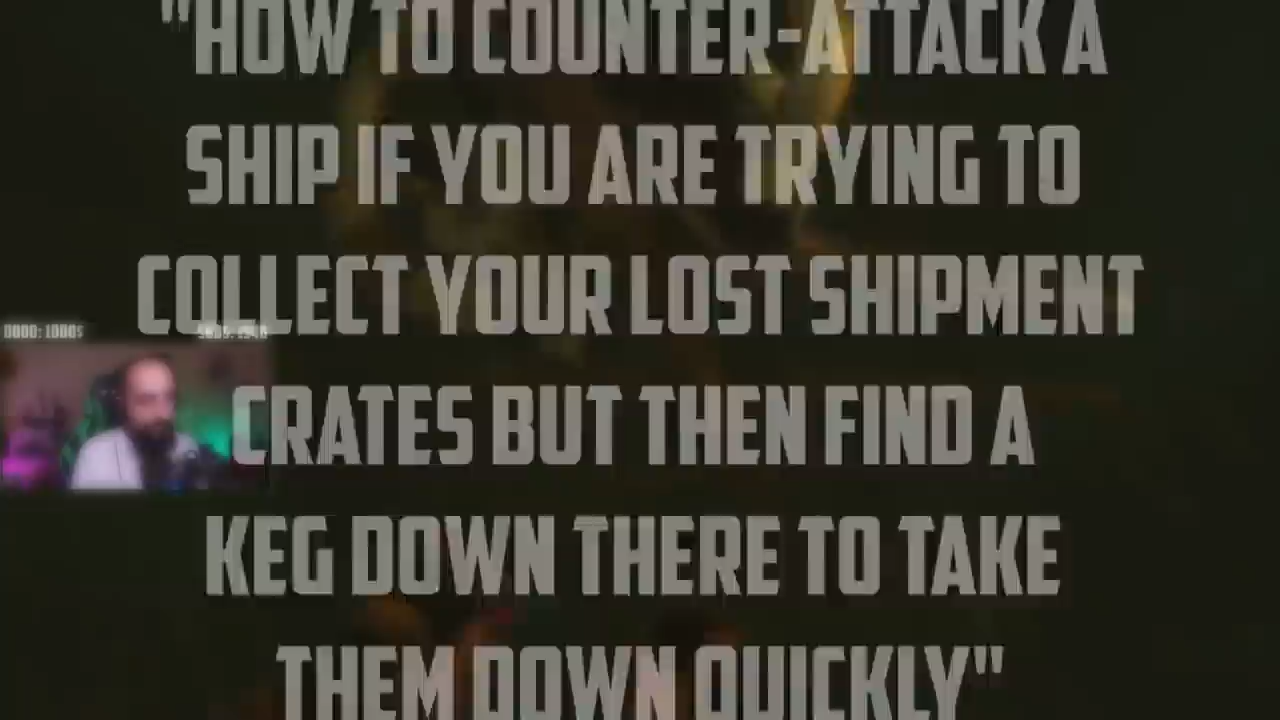 "HOW TO COUNTER-ATTACK A
SHIP IF YOU ARE TRYING TO
COLLECT YOUR LOST SHIPMENT
CRATES BUT THEN FIND A
KEG DOWN THERE TO TAKE
THEM DOWN QUICKLY"